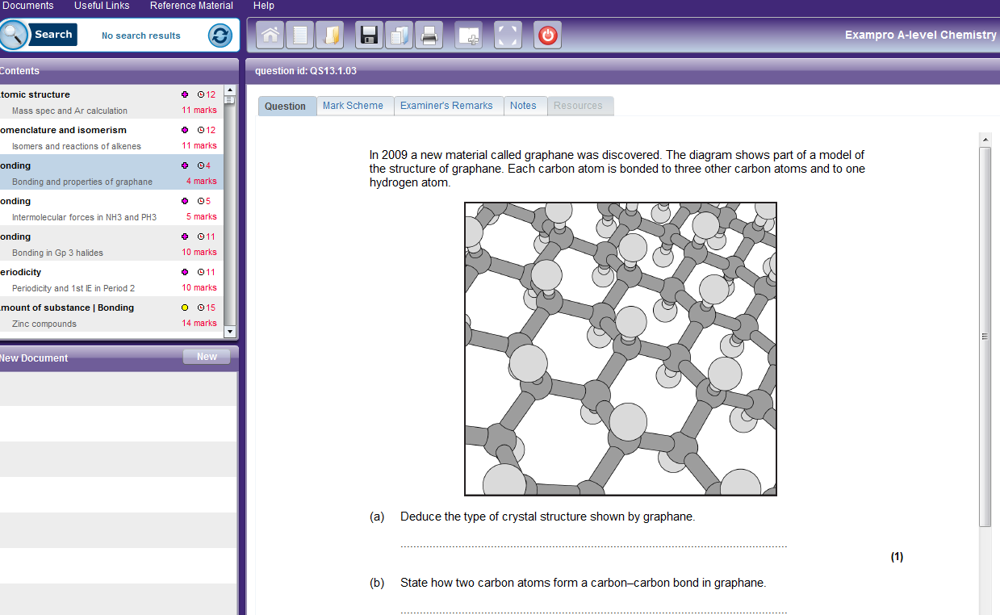 Documents Useful Links Reference Material Help
Search No search results
Exampro A-level Chemistry
Contents
tomic structure 12
Mass spec and Ar calculation 11 marks
omenclature and isomerism 12
Isomers and reactions of alkenes 11 marks
onding 4
Bonding and properties of graphane 4 marks
onding 5
Intermolecular forces in NH3 and PH3 5 marks
onding 11
Bonding in Gp 3 halides 10 marks
eriodicity 11
Periodicity and 1st IE in Period 2 10 marks
mount of substance | Bonding 15
Zinc compounds 14 marks
New Document New
question id: QS13.1.03
Question Mark Scheme Examiner's Remarks Notes Resources
In 2009 a new material called graphane was discovered. The diagram shows part of a model of
the structure of graphane. Each carbon atom is bonded to three other carbon atoms and to one
hydrogen atom.
(a) Deduce the type of crystal structure shown by graphane.
(1)
(b) State how two carbon atoms form a carbon–carbon bond in graphane.